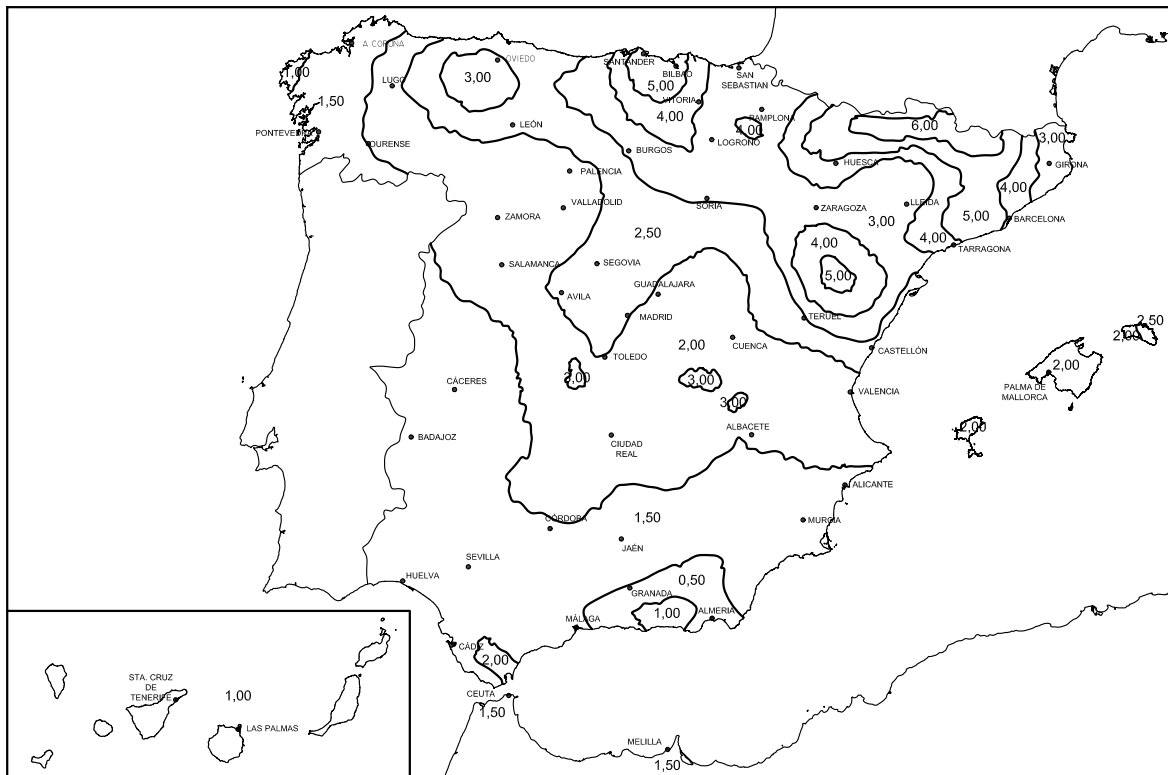 A CORUÑA
LUGO
OVIEDO
3,00
SANTANDER
BILBAO
5,00
SAN
SEBASTIAN
1,00
1,50
VITORIA
4,00
PAMPLONA
4,00
LEÓN
6,00
PONTEVEDRA
OURENSE
LOGROÑO
BURGOS
3,00
GIRONA
HUESCA
PALENCIA
4,00
VALLADOLID
ZAMORA
SORIA
ZARAGOZA
3,00
LLEIDA
5,00
BARCELONA
2,50
4,00
4,00
TARRAGONA
SALAMANCA
SEGOVIA
5,00
AVILA
GUADALAJARA
MADRID
TERUEL
2,50
2,00
2,00
CUENCA
CASTELLÓN
TOLEDO
2,00
PALMA DE
MALLORCA
CÁCERES
3,00
3,00
VALENCIA
3,00
2,00
BADAJOZ
CIUDAD
REAL
ALBACETE
ALICANTE
CÓRDOBA
1,50
MURCIA
JAÉN
SEVILLA
HUELVA
0,50
GRANADA
1,00
ALMERIA
MÁLAGA
CÁDIZ
2,00
CEUTA
1,50
MELILLA
1,50
STA. CRUZ
DE
TENERIFE
1,00
LAS PALMAS